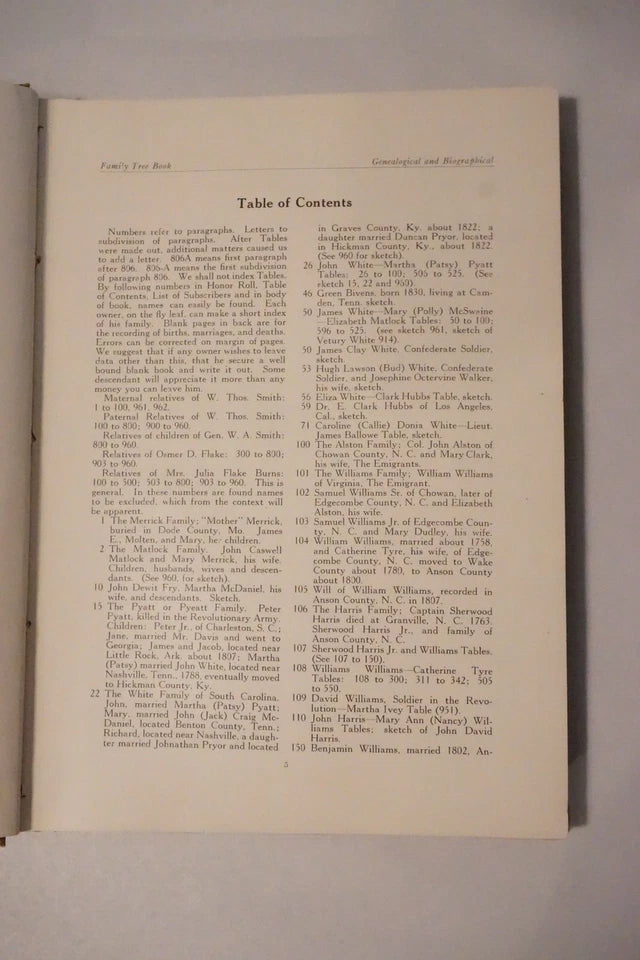 Family Tree Book
Genealogical and Biographical
Table of Contents
Numbers refer to paragraphs. Letters to
subdivision of paragraphs. After Tables
were made out, additional matters caused us
to add a letter. 806A means first paragraph
after 806. 806-A means the first subdivision
of paragraph 806. We shall not index Tables.
By following numbers in Honor Roll, Table
of Contents, List of Subscribers and in body
of book, names can easily be found. Each
owner, on the fly leaf, can make a short index
of his family. Blank pages in back are for
the recording of births, marriages, and deaths.
Errors can be corrected on margin of pages.
We suggest that if any owner wishes to leave
data other than this, that he secure a well
bound blank book and write it out. Some
descendant will appreciate it more than any
money you can leave him.
Maternal relatives of W. Thos. Smith:
1 to 100, 961, 962.
Paternal Relatives of W. Thos. Smith:
100 to 800; 900 to 960.
Relatives of children of Gen. W. A. Smith:
800 to 960.
Relatives of Osmer D. Flake: 300 to 800;
903 to 960.
Relatives of Mrs. Julia Flake Burns:
100 to 500; 503 to 800; 903 to 960. This is
general. In these numbers are found names
to be excluded, which from the context will
be apparent.
1 The Merrick Family; "Mother" Merrick,
buried in Dode County, Mo. James
E., Molten, and Mary, her children.
2 The Matlock Family. John Caswell
Matlock and Mary Merrick, his wife.
Children, husbands, wives and descen-
dants. (See 960, for sketch).
10 John Dewit Fry, Martha McDaniel, his
wife, and descendants. Sketch.
15 The Pyatt or Pyeatt Family. Peter
Pyatt, killed in the Revolutionary Army.
Children: Peter Jr., of Charleston, S. C.;
Jane, married Mr. Davis and went to
Georgia; James and Jacob, located near
Little Rock, Ark. about 1807; Martha
(Patsy) married John White, located near
Nashville, Tenn., 1788, eventually moved
to Hickman County, Ky.
22 The White Family of South Carolina.
John, married Martha (Patsy) Pyatt;
Mary, married John (Jack) Craig Mc-
Daniel, located Benton County, Tenn.;
Richard, located near Nashville, a daugh-
ter married Johnathan Pryor and located
in Graves County, Ky. about 1822; a
daughter married Duncan Pryor, located
in Hickman County, Ky., about 1822.
(See 960 for sketch).
26 John White—Martha (Patsy) Pyatt
Tables: 26 to 100; 505 to 525. (See
sketch 15, 22 and 960).
46 Green Bivens, born 1830, living at Cam-
den, Tenn. sketch.
50 James White—Mary (Polly) McSwaine
—Elizabeth Matlock Tables: 50 to 100;
596 to 525. (see sketch 961, sketch of
Vetury White 914).
50 James Clay White, Confederate Soldier,
sketch.
53 Hugh Lawson (Bud) White, Confederate
Soldier, and Josephine Octervine Walker,
his wife, sketch.
56 Eliza White—Clark Hubbs Table, sketch.
59 Dr. E. Clark Hubbs of Los Angeles,
Cal., sketch.
71 Caroline (Callie) Donia White—Lieut.
James Ballowe Table, sketch.
100 The Alston Family; Col. John Alston of
Chowan County, N. C. and Mary Clark,
his wife, The Emigrants.
101 The Williams Family; William Williams
of Virginia, The Emigrant.
102 Samuel Williams Sr. of Chowan, later of
Edgecombe County, N. C. and Elizabeth
Alston, his wife.
103 Samuel Williams Jr. of Edgecombe Coun-
ty, N. C. and Mary Dudley, his wife.
104 William Williams, married about 1758,
and Catherine Tyre, his wife, of Edge-
combe County, N. C. moved to Wake
County about 1780, to Anson County
about 1800.
105 Will of William Williams, recorded in
Anson County, N. C. in 1807.
106 The Harris Family; Captain Sherwood
Harris died at Granville, N. C. 1763.
Sherwood Harris Jr., and family of
Anson County, N. C.
107 Sherwood Harris Jr. and Williams Tables.
(See 107 to 150).
108 Williams Williams—Catherine Tyre
Tables: 108 to 300; 311 to 342; 505
to 550.
109 David Williams, Soldier in the Revo-
lution—Martha Ivey Table (951).
110 John Harris—Mary Ann (Nancy) Wil-
liams Tables; sketch of John David
Harris.
150 Benjamin Williams, married 1802, An-
5